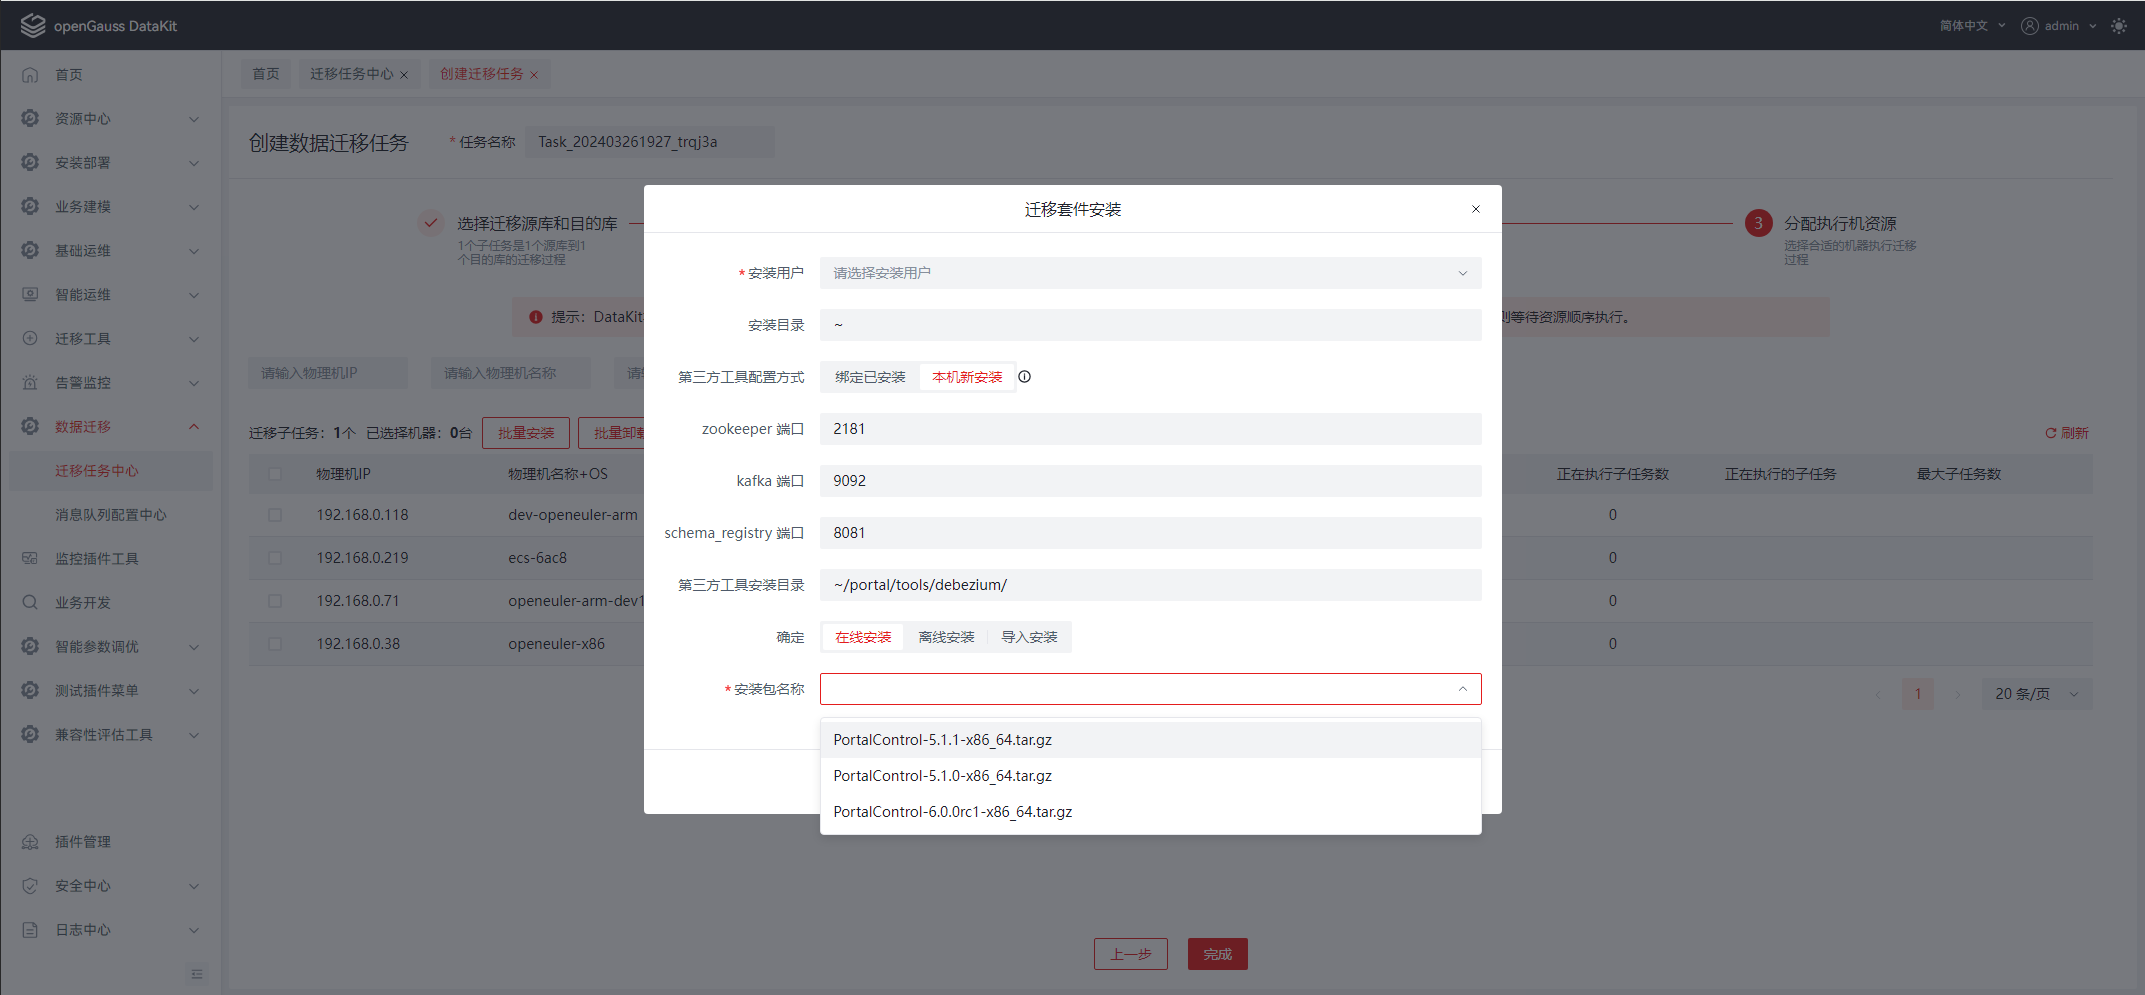 openGauss DataKit
简体中文
admin
首页
资源中心
安装部署
业务建模
基础运维
智能运维
迁移工具
告警监控
数据迁移
迁移任务中心
消息队列配置中心
监控插件工具
业务开发
智能参数调优
测试插件菜单
兼容性评估工具
插件管理
安全中心
日志中心
首页
迁移任务中心
创建迁移任务
创建数据迁移任务
* 任务名称
Task_202403261927_trqj3a
选择迁移源库和目的库
1个子任务是1个源库到1
个目的库的迁移过程
3
分配执行机资源
选择合适的机器执行迁移
过程
提示：DataKit
则等待资源顺序执行。
请输入物理机IP
请输入物理机名称
迁移子任务：1个 已选择机器：0台
批量安装
批量卸载
刷新
物理机IP
物理机名称+OS
正在执行子任务数
正在执行的子任务
最大子任务数
192.168.0.118
dev-openeuler-arm
0
192.168.0.219
ecs-6ac8
0
192.168.0.71
openeuler-arm-dev1
0
192.168.0.38
openeuler-x86
0
1
20 条/页
上一步
完成
迁移套件安装
* 安装用户
请选择安装用户
安装目录
~
第三方工具配置方式
绑定已安装
本机新安装
zookeeper 端口
2181
kafka 端口
9092
schema_registry 端口
8081
第三方工具安装目录
~/portal/tools/debezium/
确定
在线安装
离线安装
导入安装
* 安装包名称
PortalControl-5.1.1-x86_64.tar.gz
PortalControl-5.1.0-x86_64.tar.gz
PortalControl-6.0.0rc1-x86_64.tar.gz